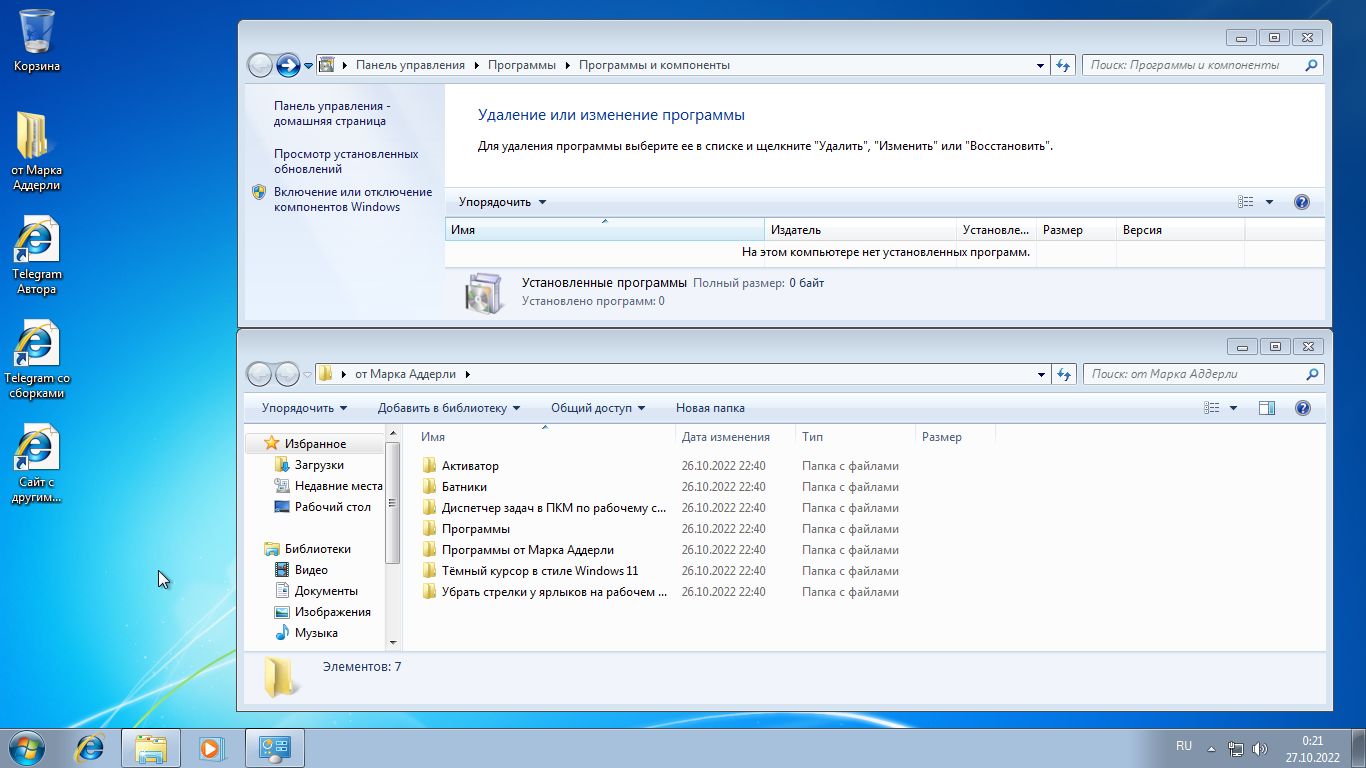 Корзина
от Марка
Аддерли
Telegram
Автора
Telegram со
сборками
Сайт с
другим...
Панель управления
Программы
Программы и компоненты
Поиск: Программы и компоненты
Панель управления -
домашняя страница
Просмотр установленных
обновлений
Включение или отключение
компонентов Windows
Удаление или изменение программы
Для удаления программы выберите ее в списке и щелкните "Удалить", "Изменить" или "Восстановить".
Упорядочить
Имя Издатель Установле... Размер Версия
На этом компьютере нет установленных программ.
Установленные программы Полный размер: 0 байт
Установлено программ: 0
от Марка Аддерли
Поиск: от Марка Аддерли
Упорядочить Добавить в библиотеку Общий доступ Новая папка
Избранное
Загрузки
Недавние места
Рабочий стол
Библиотеки
Видео
Документы
Изображения
Музыка
Имя Дата изменения Тип Размер
Активатор 26.10.2022 22:40 Папка с файлами
Батники 26.10.2022 22:40 Папка с файлами
Диспетчер задач в ПКМ по рабочему с... 26.10.2022 22:40 Папка с файлами
Программы 26.10.2022 22:40 Папка с файлами
Программы от Марка Аддерли 26.10.2022 22:40 Папка с файлами
Тёмный курсор в стиле Windows 11 26.10.2022 22:40 Папка с файлами
Убрать стрелки у ярлыков на рабочем ... 26.10.2022 22:40 Папка с файлами
Элементов: 7
RU
0:21
27.10.2022